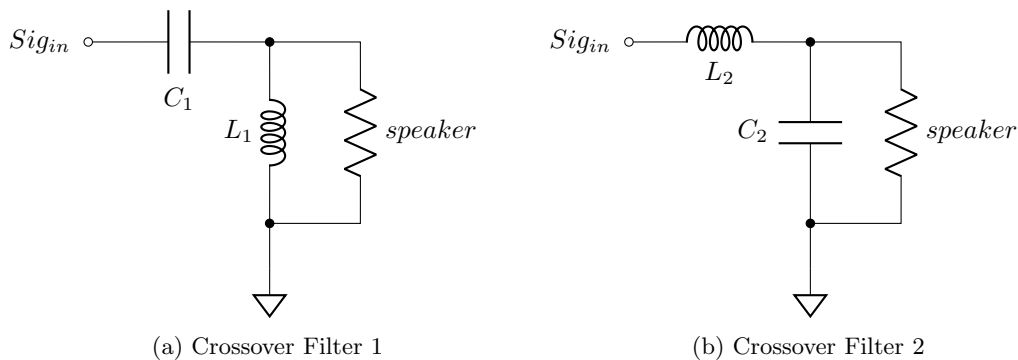 Sig_in
C_1
L_1
speaker
(a) Crossover Filter 1
Sig_in
L_2
C_2
speaker
(b) Crossover Filter 2